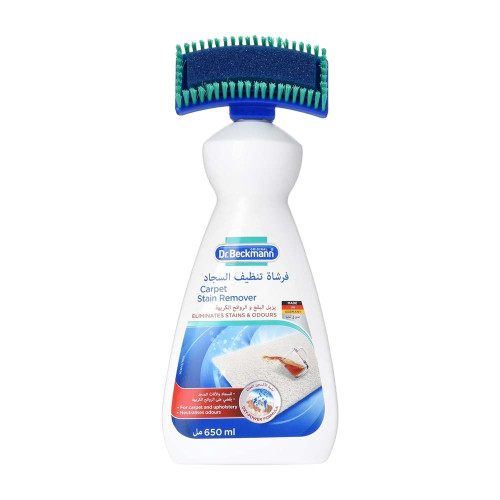 ORIGINAL
Dr.Beckmann
فرشاة تنظيف السجاد
Carpet
Stain Remover
يزيل البقع و الروائح الكريهة
ELIMINATES STAINS & ODOURS
MADE
IN
GERMANY
- For carpet and upholstery
- Neutralises odours
650 ml مل